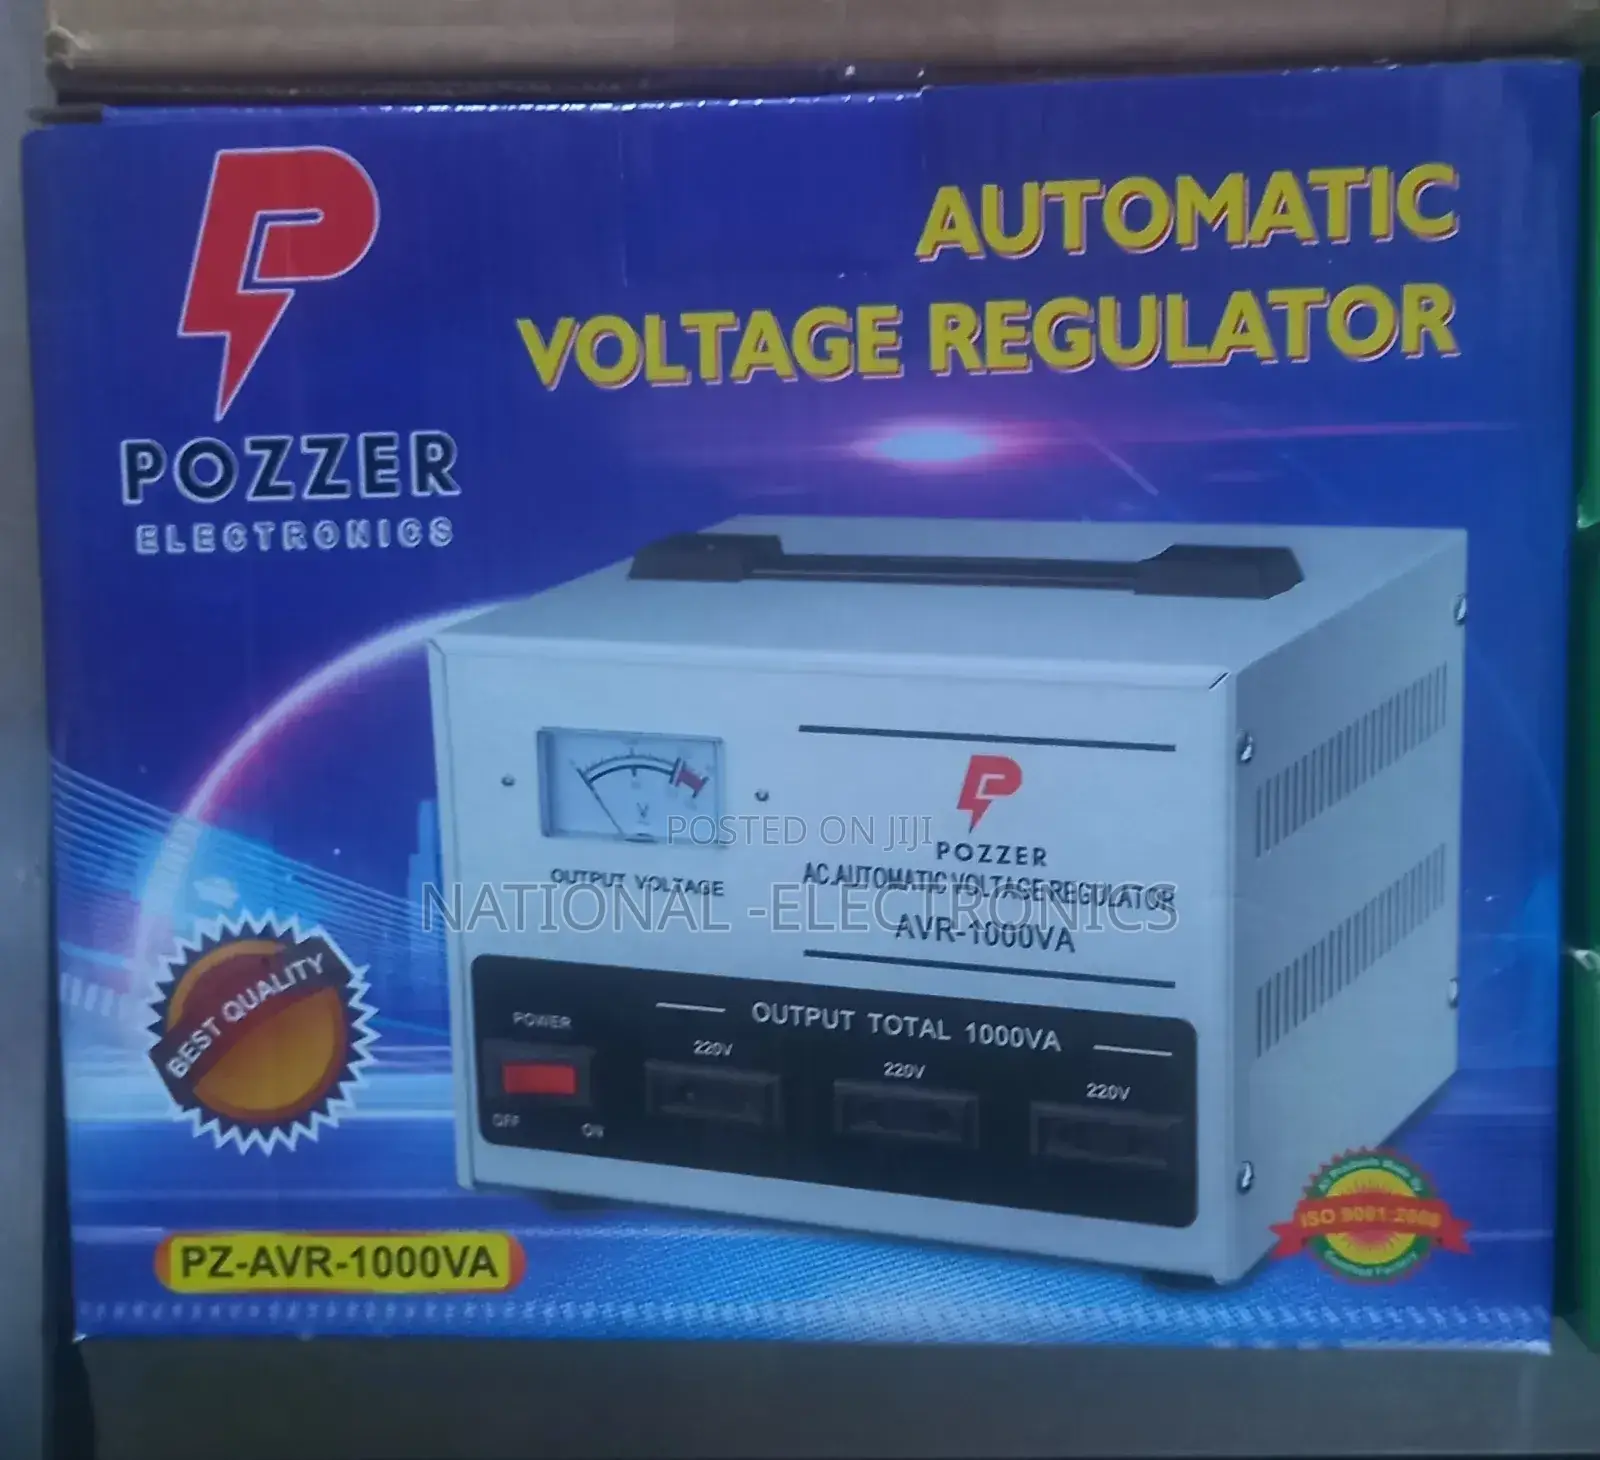 AUTOMATIC
VOLTAGE REGULATOR
POZZER
ELECTRONICS
POSTED ON JIJI
NATIONAL -ELECTRONICS
V
OUTPUT VOLTAGE
POZZER
AC.AUTOMATIC VOLTAGE REGULATOR
AVR-1000VA
OUTPUT TOTAL 1000VA
POWER
220V
220V
220V
OFF
ON
BEST QUALITY
PZ-AVR-1000VA
ISO 9001:2008